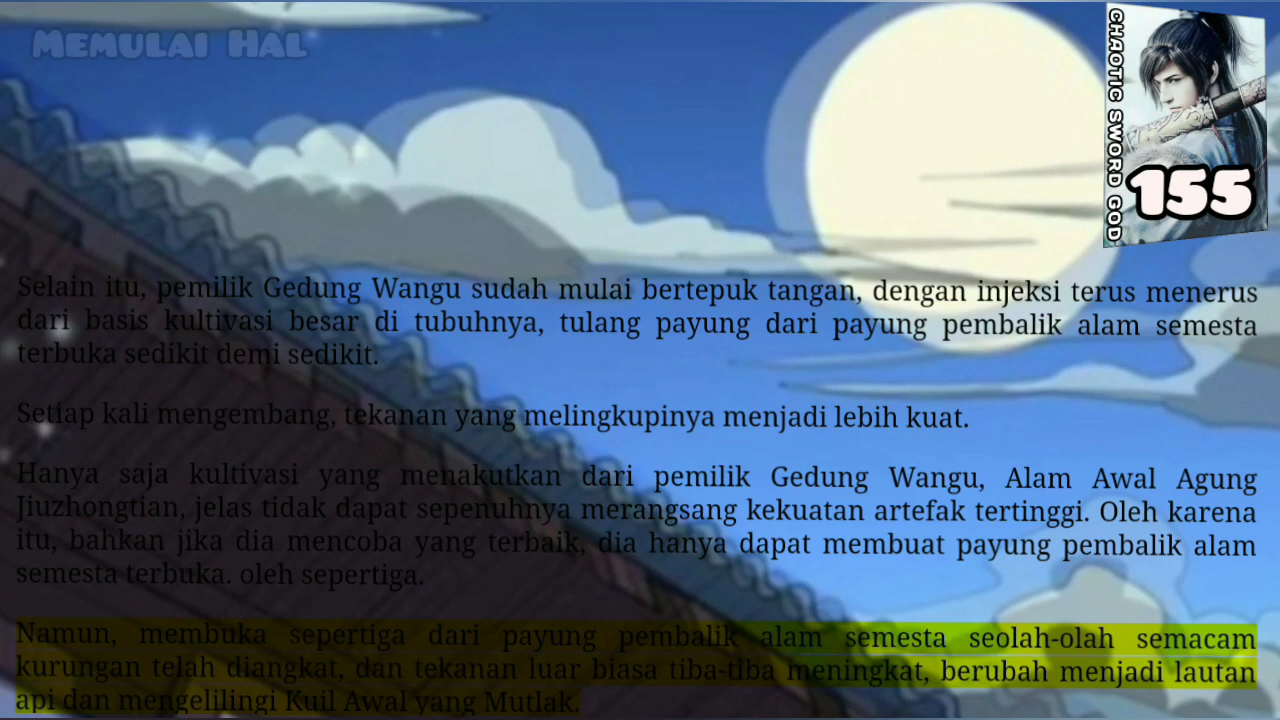 MEMULAI HAL
CHAOTIC SWORD GOD
155
Selain itu, pemilik Gedung Wangu sudah mulai bertepuk tangan, dengan injeksi terus menerus
dari basis kultivasi besar di tubuhnya, tulang payung dari payung pembalik alam semesta
terbuka sedikit demi sedikit.
Setiap kali mengembang, tekanan yang melingkupinya menjadi lebih kuat.
Hanya saja kultivasi yang menakutkan dari pemilik Gedung Wangu, Alam Awal Agung
Jiuzhongtian, jelas tidak dapat sepenuhnya merangsang kekuatan artefak tertinggi. Oleh karena
itu, bahkan jika dia mencoba yang terbaik, dia hanya dapat membuat payung pembalik alam
semesta terbuka. oleh sepertiga.
Namun, membuka sepertiga dari payung pembalik alam semesta seolah-olah semacam
kurungan telah diangkat, dan tekanan luar biasa tiba-tiba meningkat, berubah menjadi lautan
api dan mengelilingi Kuil Awal yang Mutlak.